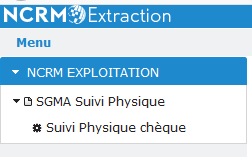 NCRM Extraction
Menu
NCRM EXPLOITATION
SGMA Suivi Physique
Suivi Physique chèque